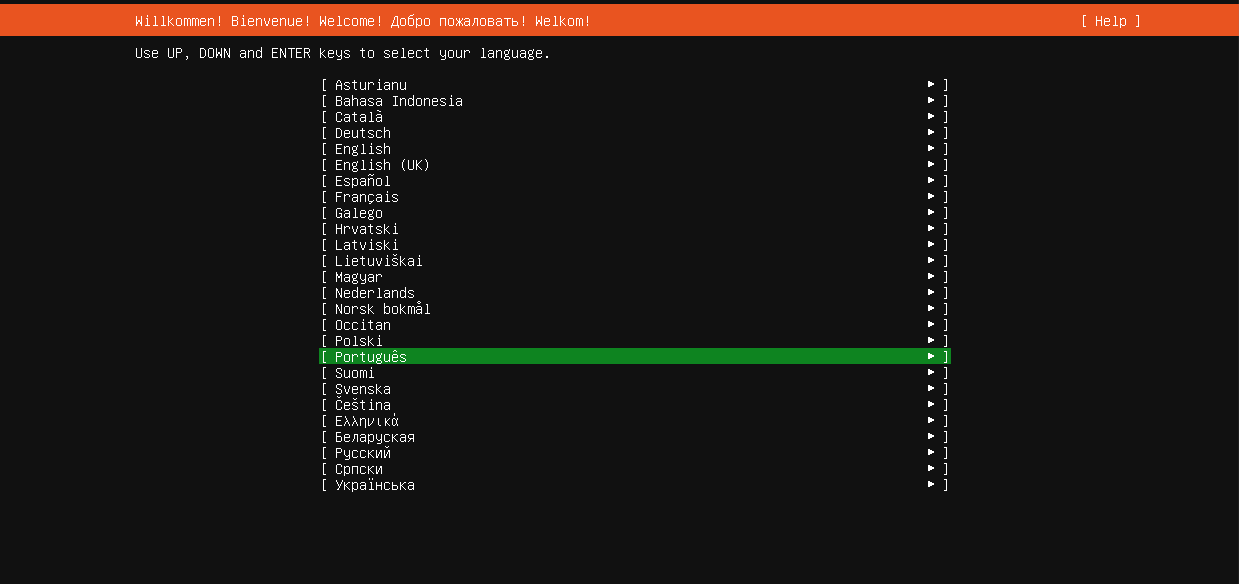 Willkommen! Bienvenue! Welcome! Добро пожаловать! Welkom! [ Help ]
Use UP, DOWN and ENTER keys to select your language.
[ Asturianu ► ]
[ Bahasa Indonesia ► ]
[ Català ► ]
[ Deutsch ► ]
[ English ► ]
[ English (UK) ► ]
[ Español ► ]
[ Français ► ]
[ Galego ► ]
[ Hrvatski ► ]
[ Latviski ► ]
[ Lietuviškai ► ]
[ Magyar ► ]
[ Nederlands ► ]
[ Norsk bokmål ► ]
[ Occitan ► ]
[ Polski ► ]
[ Português ► ]
[ Suomi ► ]
[ Svenska ► ]
[ Čeština ► ]
[ Ελληνικά ► ]
[ Беларуская ► ]
[ Русский ► ]
[ Српски ► ]
[ Українська ► ]